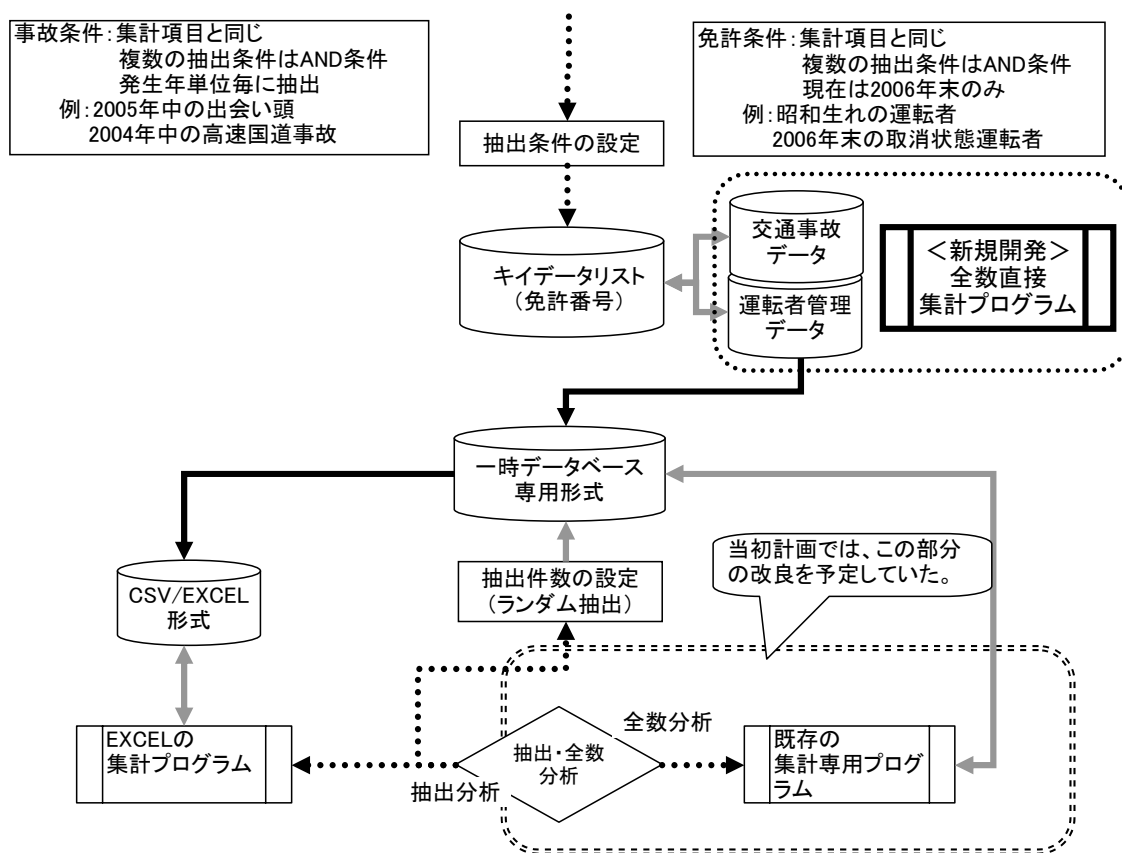 事故条件：集計項目と同じ
複数の抽出条件はAND条件
発生年単位毎に抽出
例：2005年中の出会い頭
2004年中の高速国道事故
免許条件：集計項目と同じ
複数の抽出条件はAND条件
現在は2006年末のみ
例：昭和生れの運転者
2006年末の取消状態運転者
抽出条件の設定
キイデータリスト
（免許番号）
交通事故
データ
運転者管理
データ
＜新規開発＞
全数直接
集計プログラム
一時データベース
専用形式
当初計画では、この部分
の改良を予定していた。
CSV/EXCEL
形式
抽出件数の設定
（ランダム抽出）
EXCELの
集計プログラム
抽出分析
抽出・全数
分析
全数分析
既存の
集計専用プログ
ラム